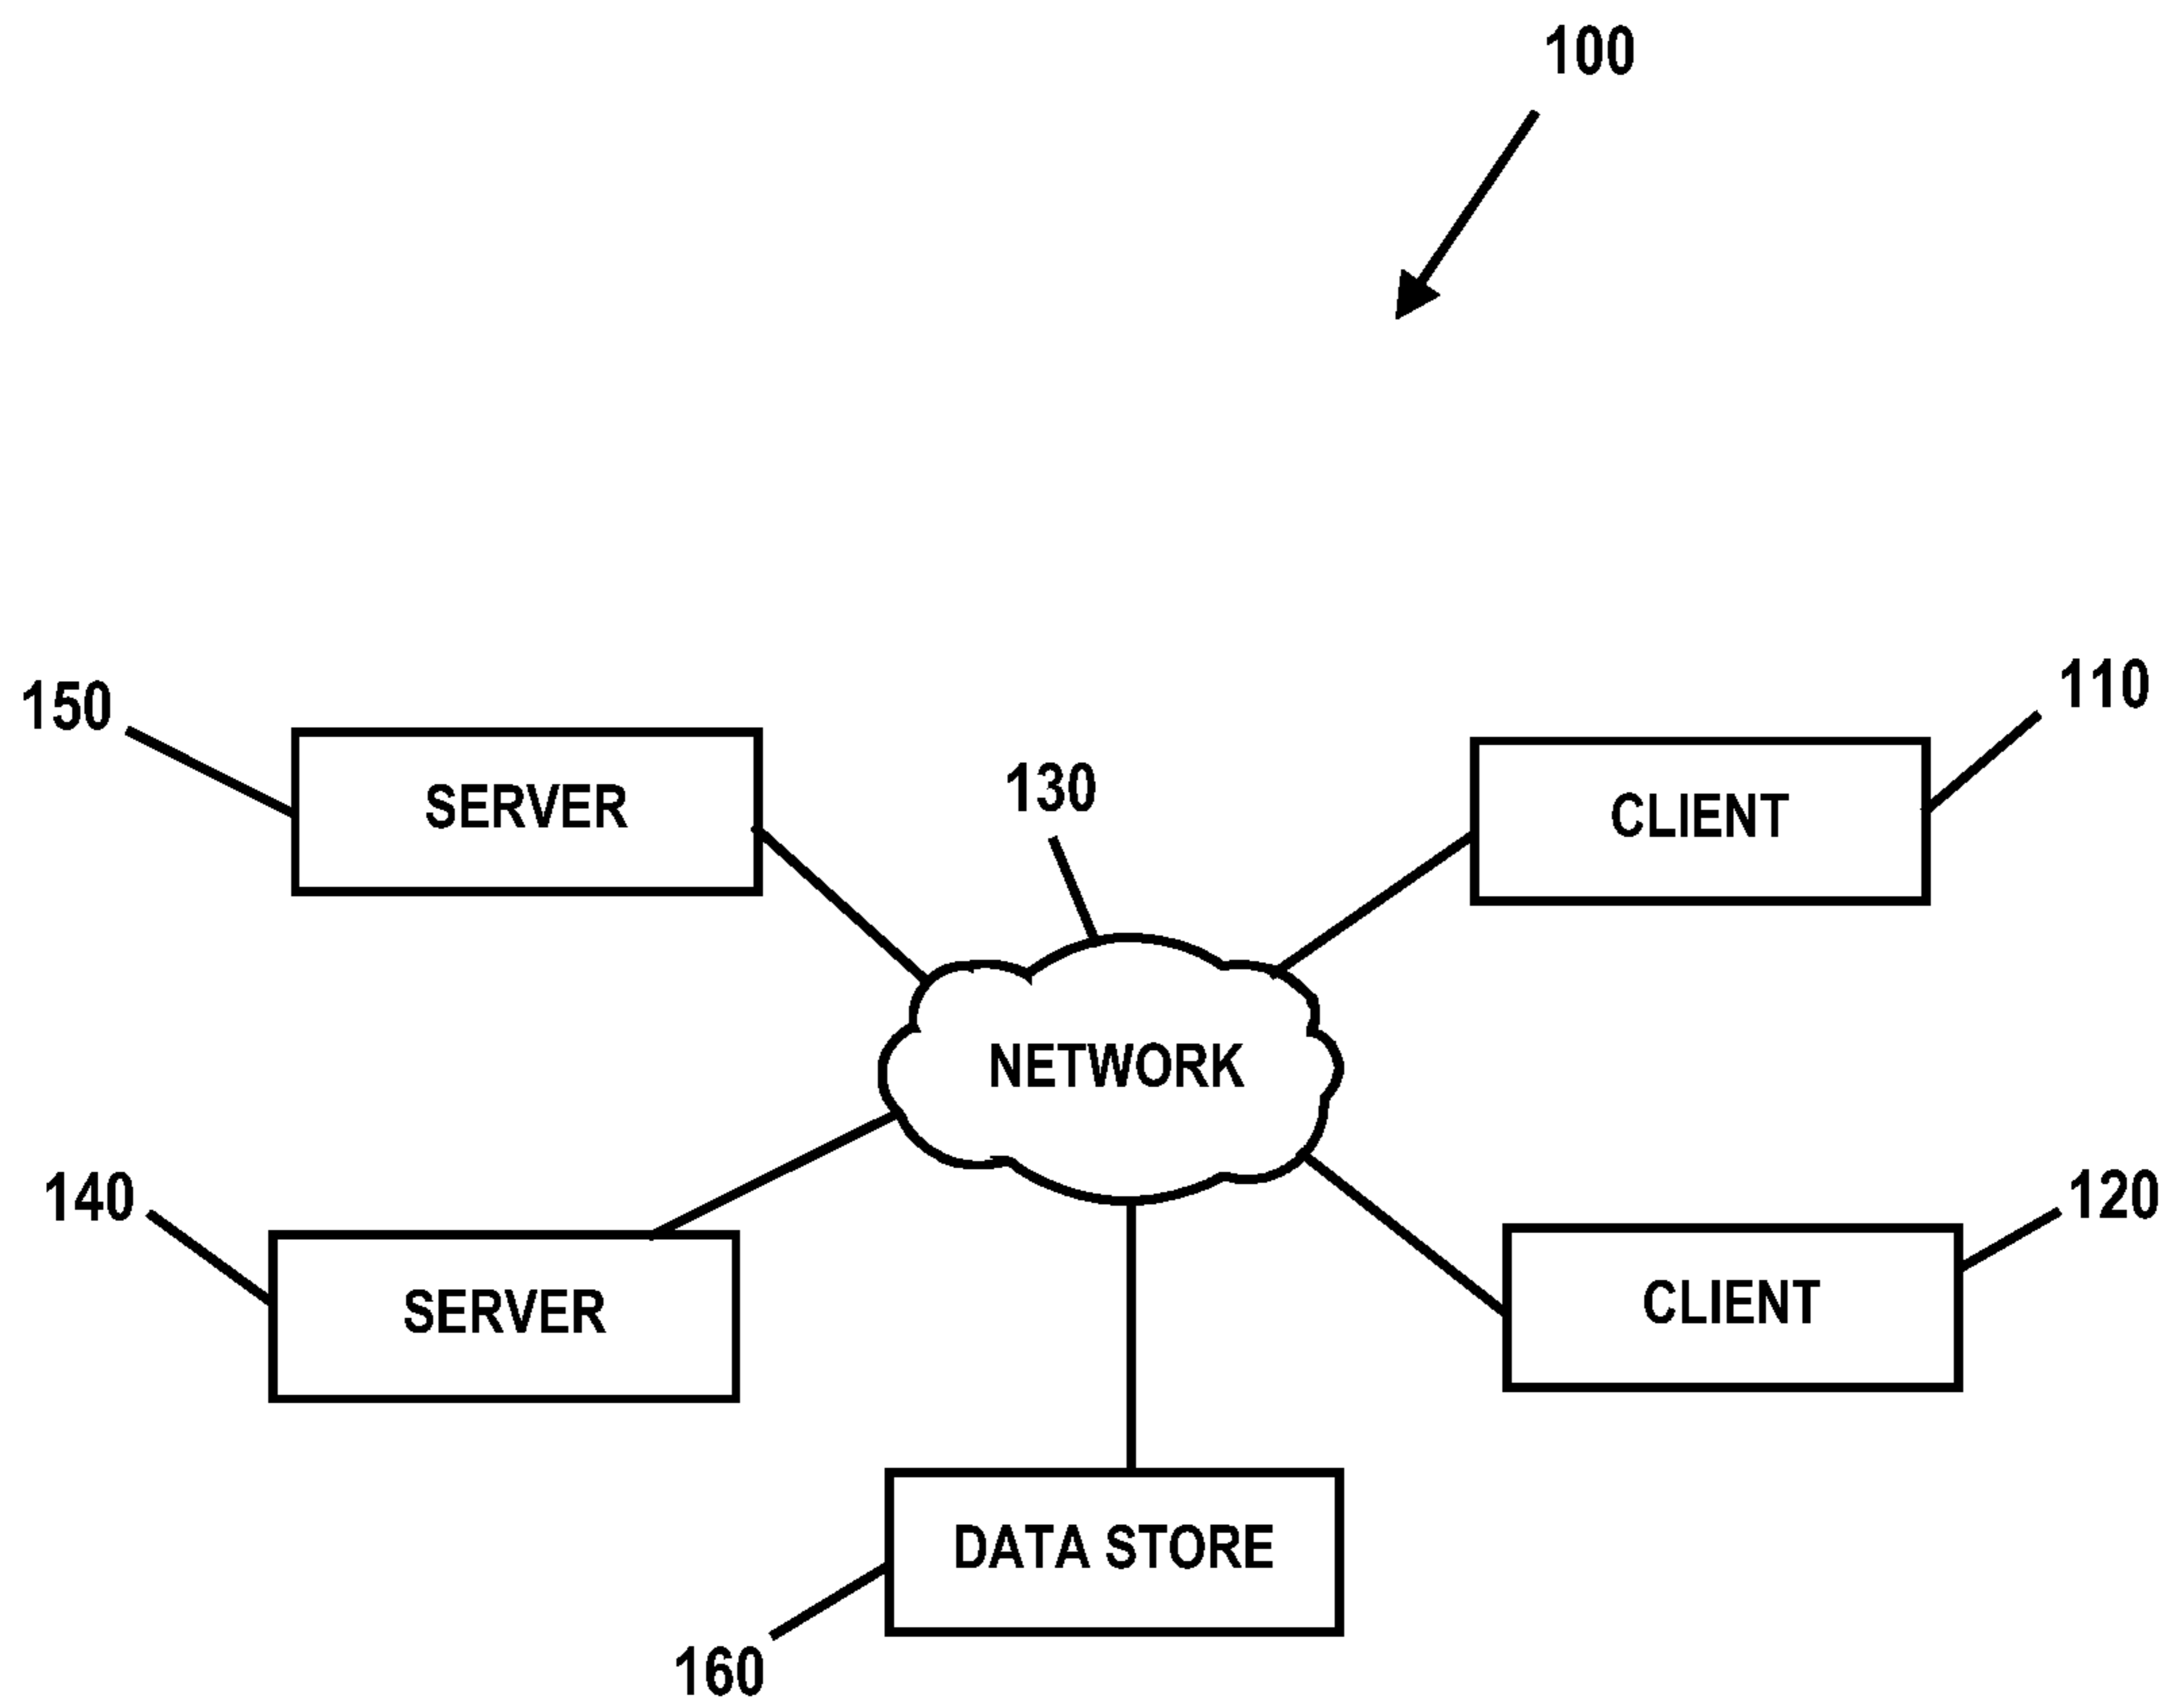 100
150
110
SERVER
130
CLIENT
NETWORK
140
120
SERVER
CLIENT
DATA STORE
160